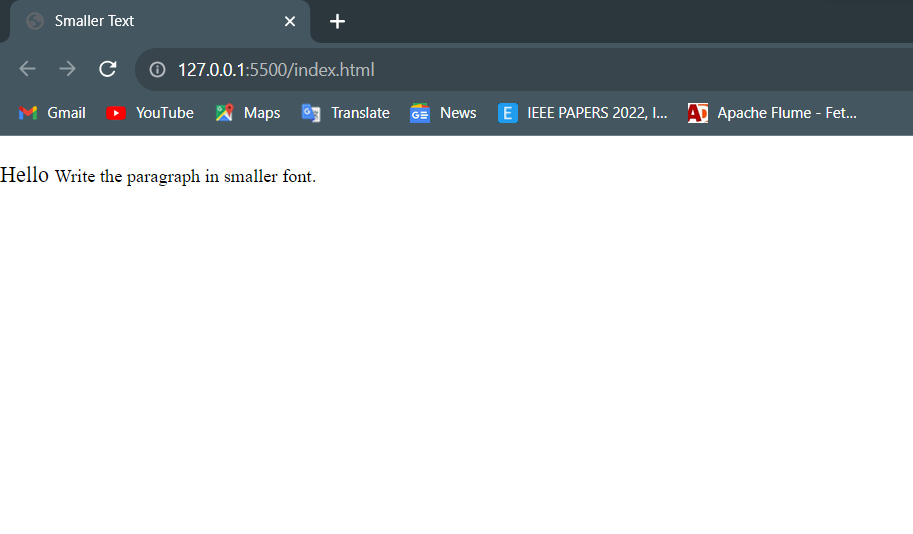 Smaller Text
127.0.0.1:5500/index.html
Gmail YouTube Maps Translate News IEEE PAPERS 2022, I... Apache Flume - Fet...
Hello Write the paragraph in smaller font.